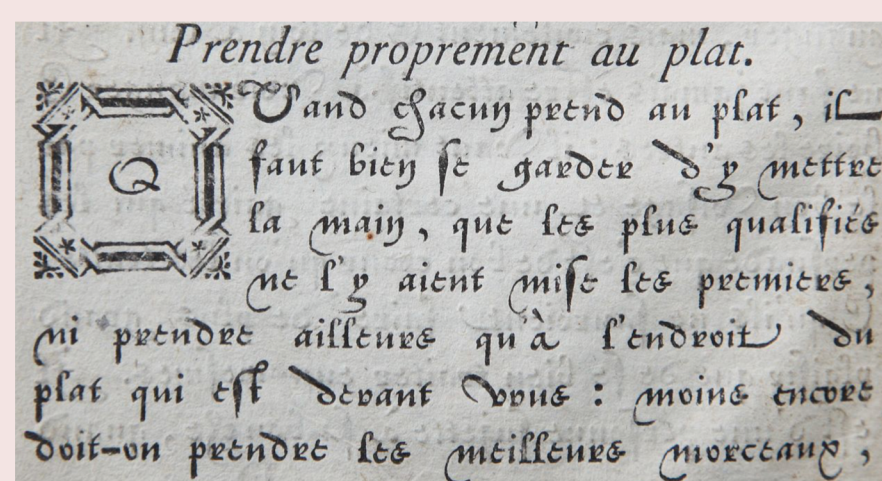 Prendre proprement au plat.
QUand chacun prend au plat, il
faut bien se garder d'y mettre
la main, que les plus qualifiés
ne l'y aient mise les premiers,
ni prendre ailleurs qu'à l'endroit du
plat qui est devant vous : moins encore
doit-on prendre les meilleurs morceaux,